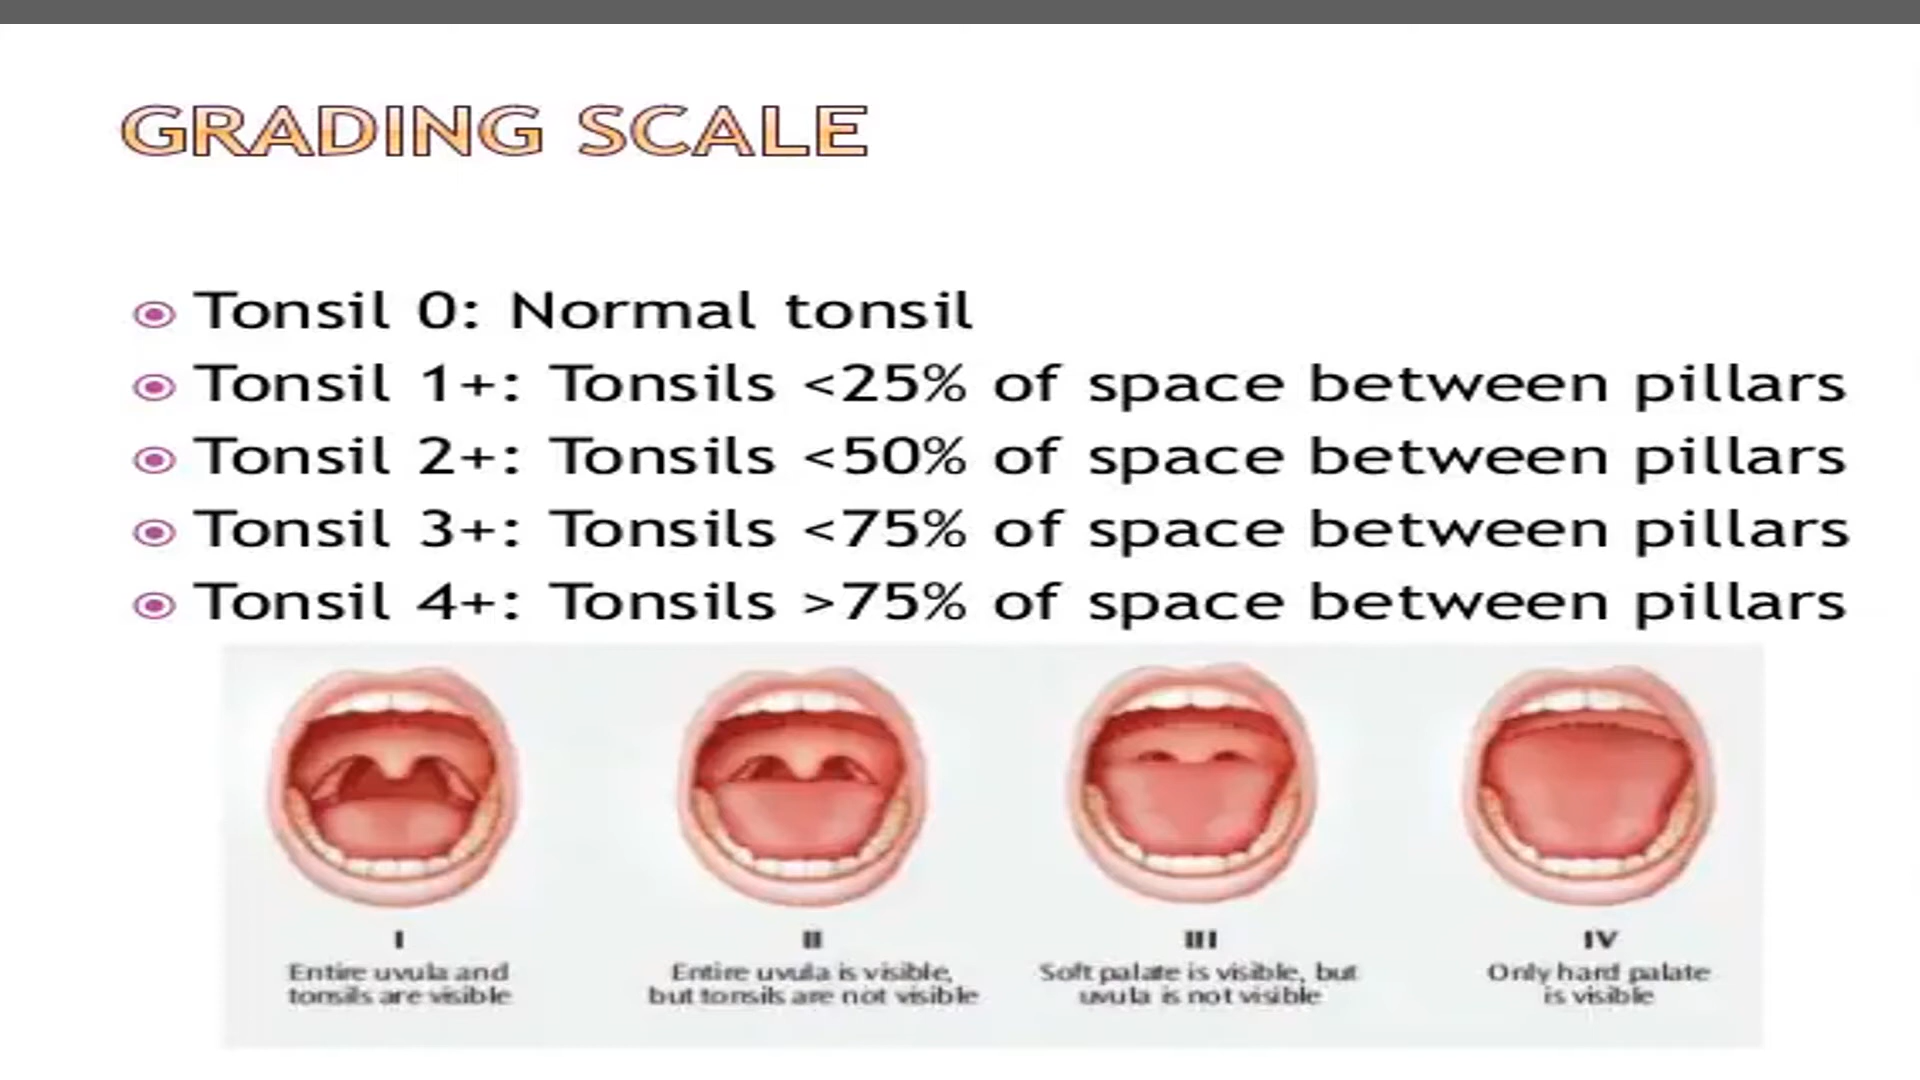 GRADING SCALE
Tonsil 0: Normal tonsil
Tonsil 1+: Tonsils <25% of space between pillars
Tonsil 2+: Tonsils <50% of space between pillars
Tonsil 3+: Tonsils <75% of space between pillars
Tonsil 4+: Tonsils >75% of space between pillars
I
Entire uvula and
tonsils are visible
II
Entire uvula is visible,
but tonsils are not visible
III
Soft palate is visible, but
uvula is not visible
IV
Only hard palate
is visible